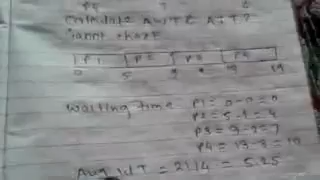 Calculate AWT & ATT?
Gannt chart
P1 P2 P3 P4
0 5 19
Waiting time P1 = 0-0 = 0
P2 = 5-1 = 4
P3 = 9-2 = 7
P4 = 13-3 = 10
Avg WT = 21/4 = 5.25